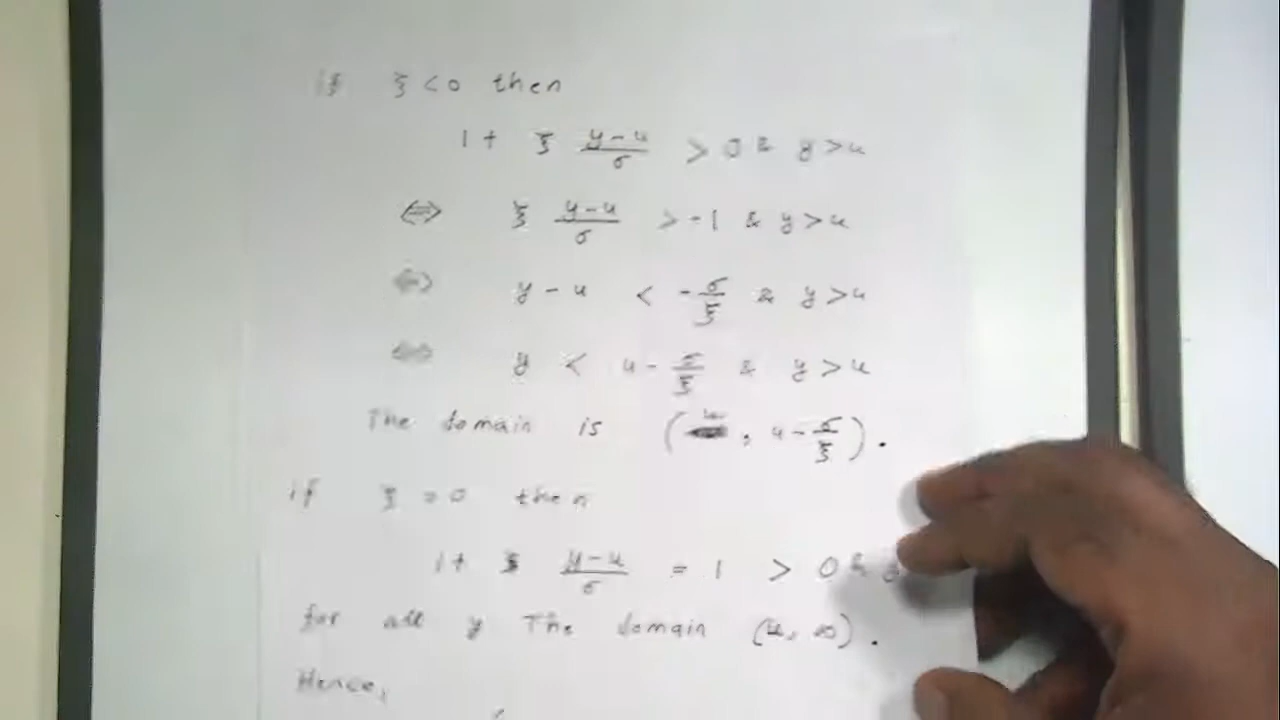 if ξ < 0 then
1 + ξ (y - u)/σ > 0 & y > u
⇔ ξ (y - u)/σ > -1 & y > u
⇔ y - u < - σ/ξ & y > u
⇔ y < u - σ/ξ & y > u
The domain is (u, u - σ/ξ).
if ξ = 0 then
1 + ξ (y - u)/σ = 1 > 0 &
for all y The domain (u, ∞).
Hence,